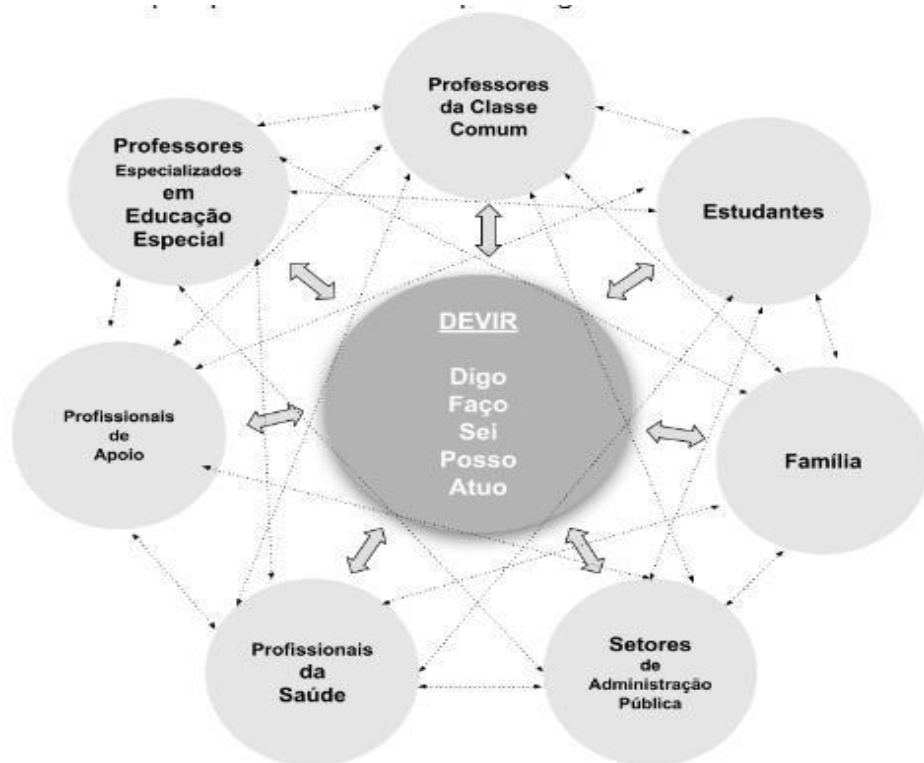 Professores
da Classe
Comum
Professores
Especializados
em
Educação
Especial
Estudantes
DEVIR
Digo
Faço
Sei
Posso
Atuo
Profissionais
de
Apoio
Família
Profissionais
da
Saúde
Setores
de
Administração
Pública